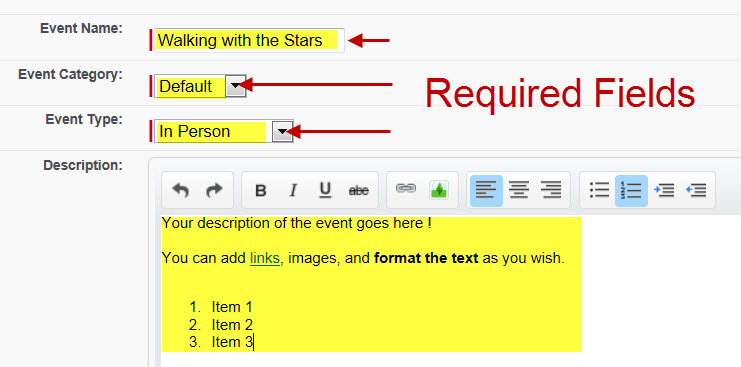 Event Name: Walking with the Stars
Event Category: Default
Required Fields
Event Type: In Person
Description:
B I U abc
Your description of the event goes here !
You can add links, images, and format the text as you wish.
1. Item 1
2. Item 2
3. Item 3